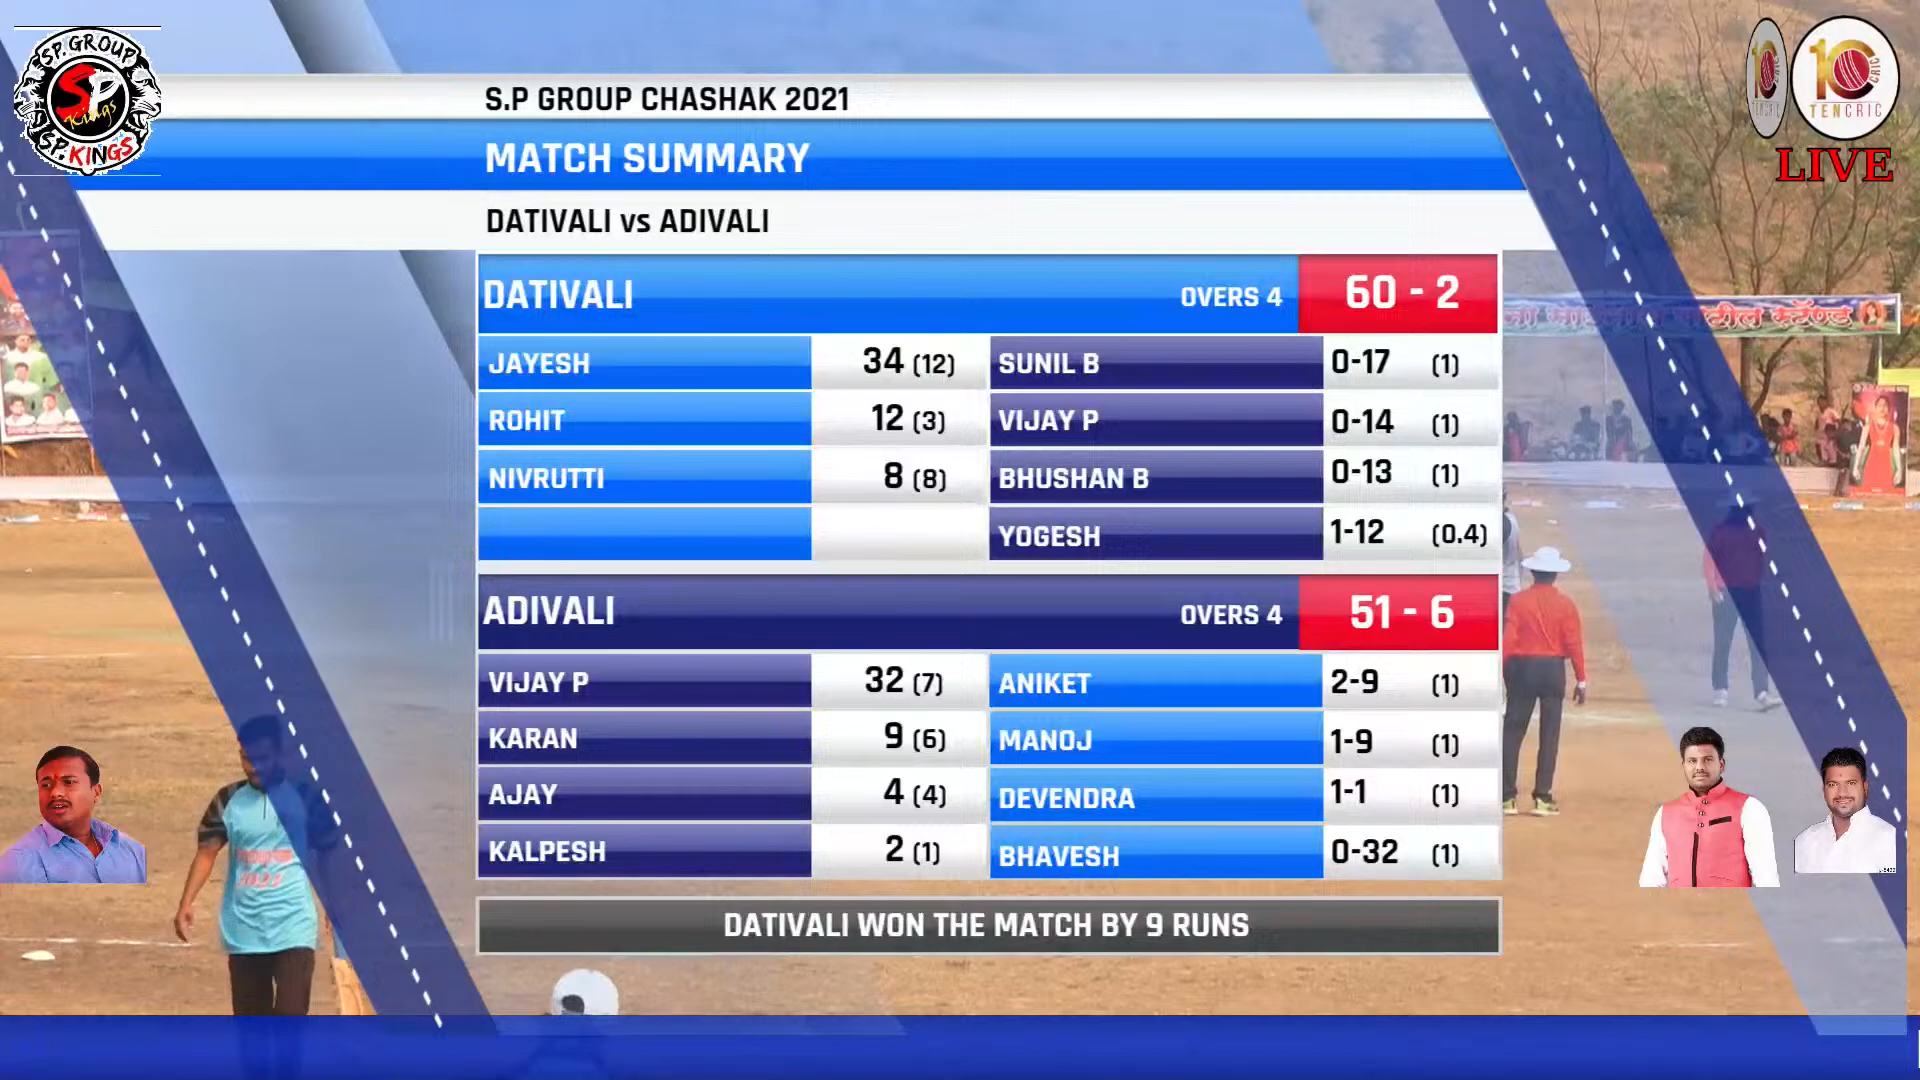 S.P. GROUP
SP
Kings
S.P. KINGS
10
CRIC
TENCRIC
LIVE
S.P GROUP CHASHAK 2021
MATCH SUMMARY
DATIVALI vs ADIVALI
DATIVALI OVERS 4 60 - 2
JAYESH 34 (12) SUNIL B 0-17 (1)
ROHIT 12 (3) VIJAY P 0-14 (1)
NIVRUTTI 8 (8) BHUSHAN B 0-13 (1)
YOGESH 1-12 (0.4)
ADIVALI OVERS 4 51 - 6
VIJAY P 32 (7) ANIKET 2-9 (1)
KARAN 9 (6) MANOJ 1-9 (1)
AJAY 4 (4) DEVENDRA 1-1 (1)
KALPESH 2 (1) BHAVESH 0-32 (1)
DATIVALI WON THE MATCH BY 9 RUNS
पाटील स्टॅण्ड